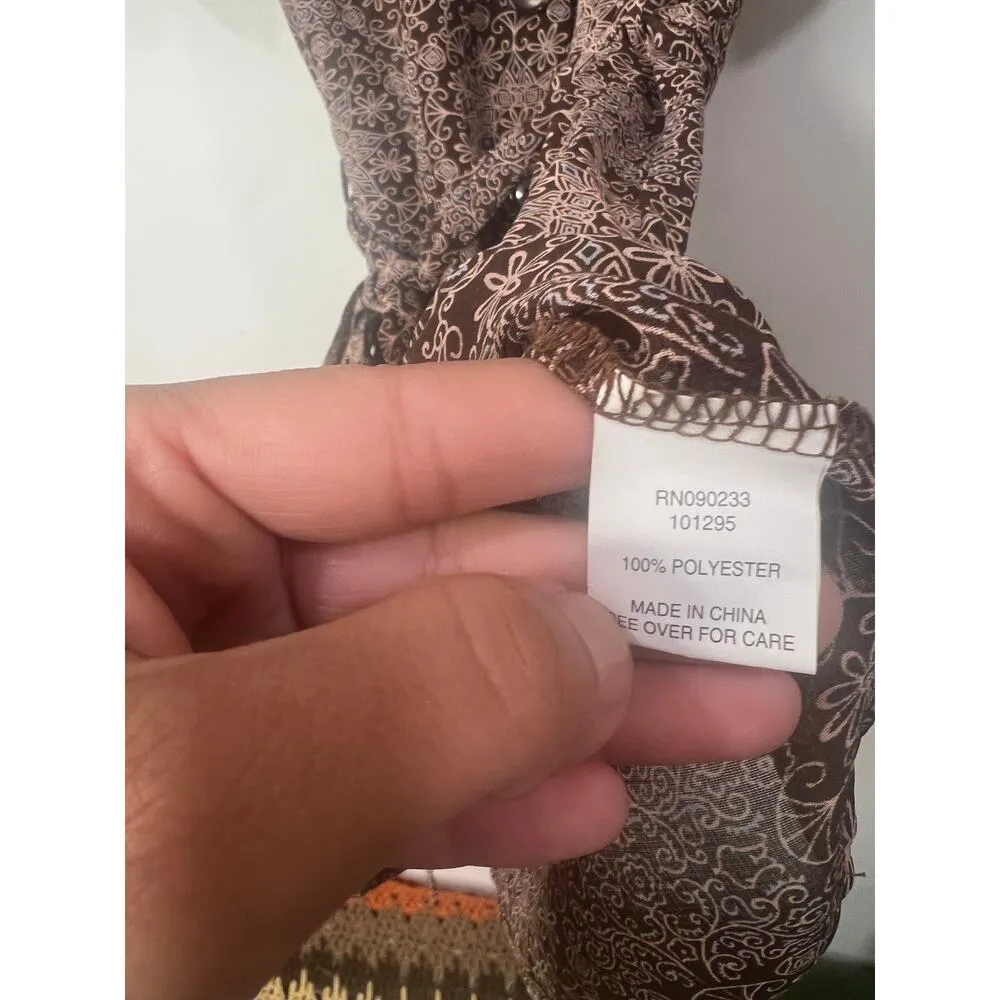 RN090233
101295
100% POLYESTER
MADE IN CHINA
EE OVER FOR CARE